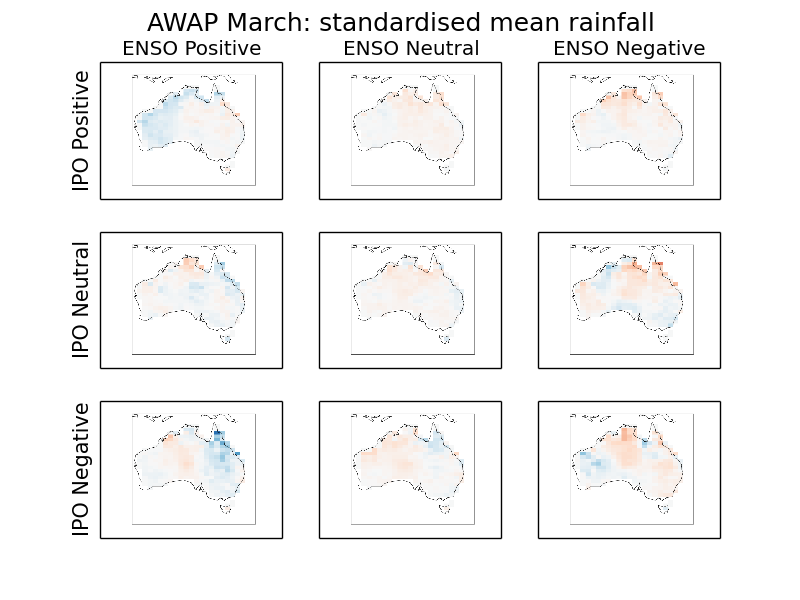 AWAP March: standardised mean rainfall
ENSO Positive
ENSO Neutral
ENSO Negative
IPO Positive
IPO Neutral
IPO Negative